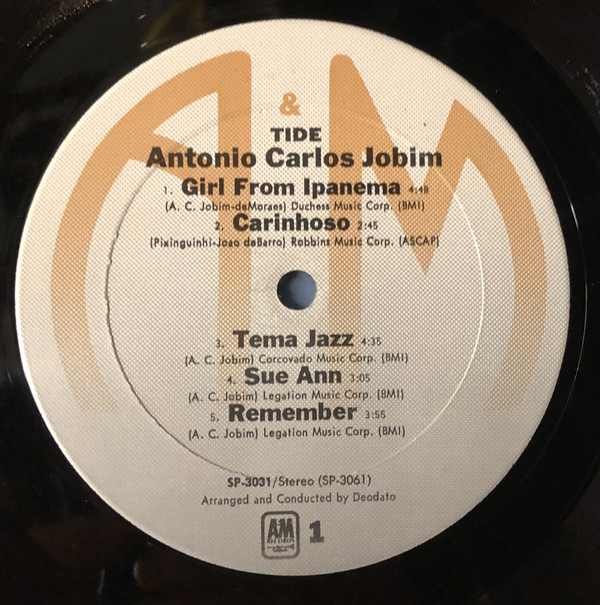 &
TIDE
Antonio Carlos Jobim
1. Girl From Ipanema 4:48
(A. C. Jobim-deMoraes) Duchess Music Corp. (BMI)
2. Carinhoso 2:45
(Pixinguinhi-Joao deBarro) Robbins Music Corp. (ASCAP)
3. Tema Jazz 4:35
(A. C. Jobim) Corcovado Music Corp. (BMI)
4. Sue Ann 3:05
(A. C. Jobim) Legation Music Corp. (BMI)
5. Remember 3:55
(A. C. Jobim) Legation Music Corp. (BMI)
SP-3031/Stereo (SP-3061)
Arranged and Conducted by Deodato
A&M
RECORDS
1